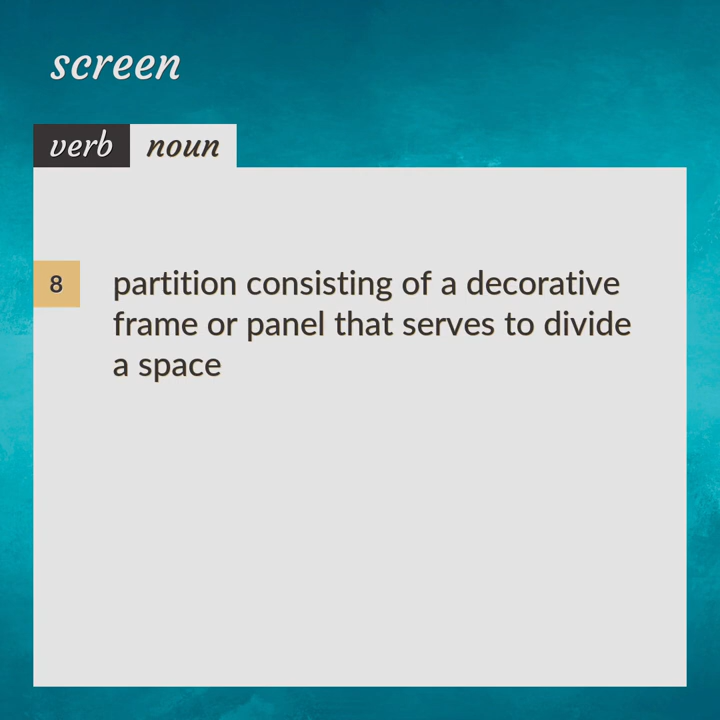 screen
verb noun
8 partition consisting of a decorative
frame or panel that serves to divide
a space